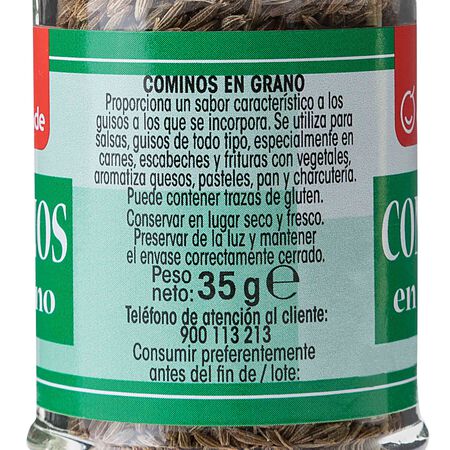 COMINOS EN GRANO
Proporciona un sabor característico a los
guisos a los que se incorpora. Se utiliza para
salsas, guisos de todo tipo, especialmente en
carnes, escabeches y frituras con vegetales,
aromatiza quesos, pasteles, pan y charcutería.
Puede contener trazas de gluten.
Conservar en lugar seco y fresco.
Preservar de la luz y mantener
el envase correctamente cerrado.
Peso
neto: 35 g e
Teléfono de atención al cliente:
900 113 213
Consumir preferentemente
antes del fin de / lote: